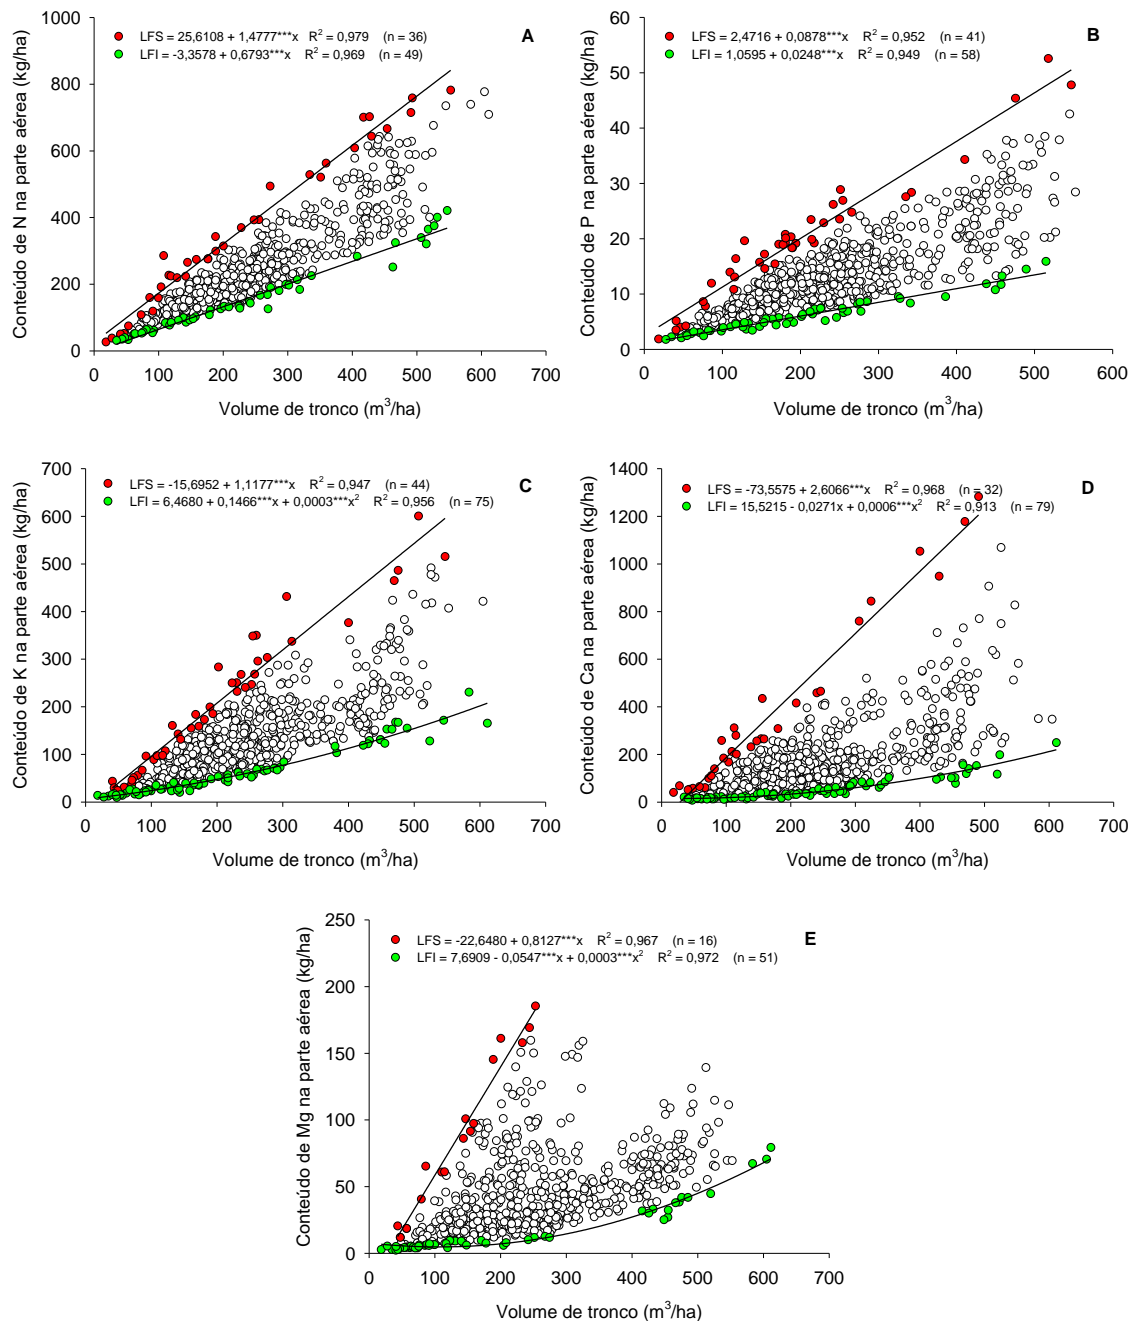 LFS = 25,6108 + 1,4777***x R² = 0,979 (n = 36)
LFI = -3,3578 + 0,6793***x R² = 0,969 (n = 49)
A
Conteúdo de N na parte aérea (kg/ha)
1000
800
600
400
200
0
0 100 200 300 400 500 600 700
Volume de tronco (m³/ha)
LFS = 2,4716 + 0,0878***x R² = 0,952 (n = 41)
LFI = 1,0595 + 0,0248***x R² = 0,949 (n = 58)
B
Conteúdo de P na parte aérea (kg/ha)
60
50
40
30
20
10
0
0 100 200 300 400 500 600
Volume de tronco (m³/ha)
LFS = -15,6952 + 1,1177***x R² = 0,947 (n = 44)
LFI = 6,4680 + 0,1466***x + 0,0003***x² R² = 0,956 (n = 75)
C
Conteúdo de K na parte aérea (kg/ha)
700
600
500
400
300
200
100
0
0 100 200 300 400 500 600 700
Volume de tronco (m³/ha)
LFS = -73,5575 + 2,6066***x R² = 0,968 (n = 32)
LFI = 15,5215 - 0,0271x + 0,0006***x² R² = 0,913 (n = 79)
D
Conteúdo de Ca na parte aérea (kg/ha)
1400
1200
1000
800
600
400
200
0
0 100 200 300 400 500 600 700
Volume de tronco (m³/ha)
LFS = -22,6480 + 0,8127***x R² = 0,967 (n = 16)
LFI = 7,6909 - 0,0547***x + 0,0003***x² R² = 0,972 (n = 51)
E
Conteúdo de Mg na parte aérea (kg/ha)
250
200
150
100
50
0
0 100 200 300 400 500 600 700
Volume de tronco (m³/ha)